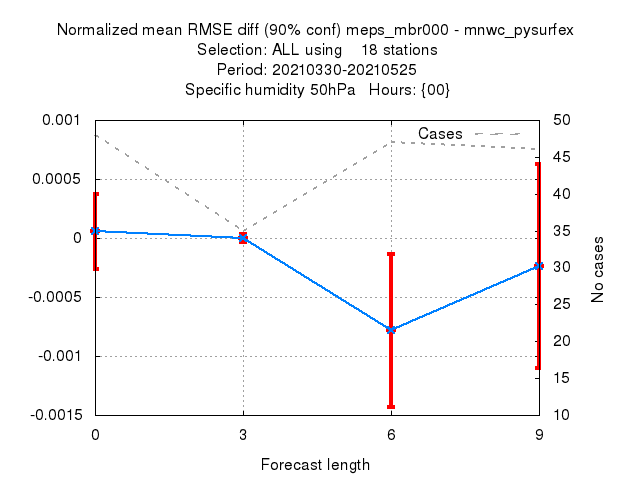 Normalized mean RMSE diff (90% conf) meps_mbr000 - mnwc_pysurfex
Selection: ALL using    18 stations
Period: 20210330-20210525
Specific humidity 50hPa   Hours: {00}
Cases
0.001
0.0005
0
-0.0005
-0.001
-0.0015
50
45
40
35
30
25
20
15
10
No cases
0 3 6 9
Forecast length